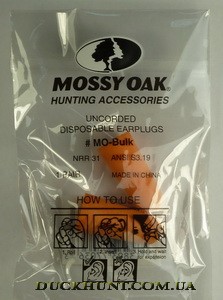 MOSSY OAK®
HUNTING ACCESSORIES
UNCORDED
DISPOSABLE EARPLUGS
# MO-Bulk
NRR 31 ANSI S3.19
1 PAIR MADE IN CHINA
HOW TO USE
DUCKHUNT.COM.UA